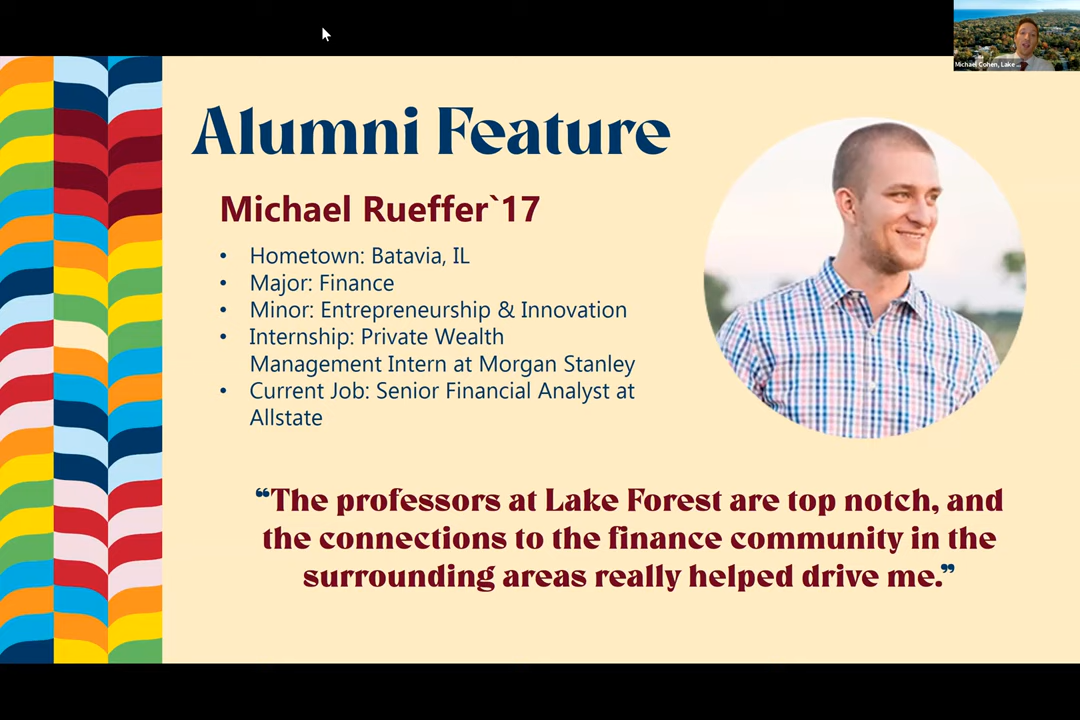 Michael Cohen, Lake ...
Alumni Feature
Michael Rueffer`17
• Hometown: Batavia, IL
• Major: Finance
• Minor: Entrepreneurship & Innovation
• Internship: Private Wealth
Management Intern at Morgan Stanley
• Current Job: Senior Financial Analyst at
Allstate
“The professors at Lake Forest are top notch, and
the connections to the finance community in the
surrounding areas really helped drive me.”